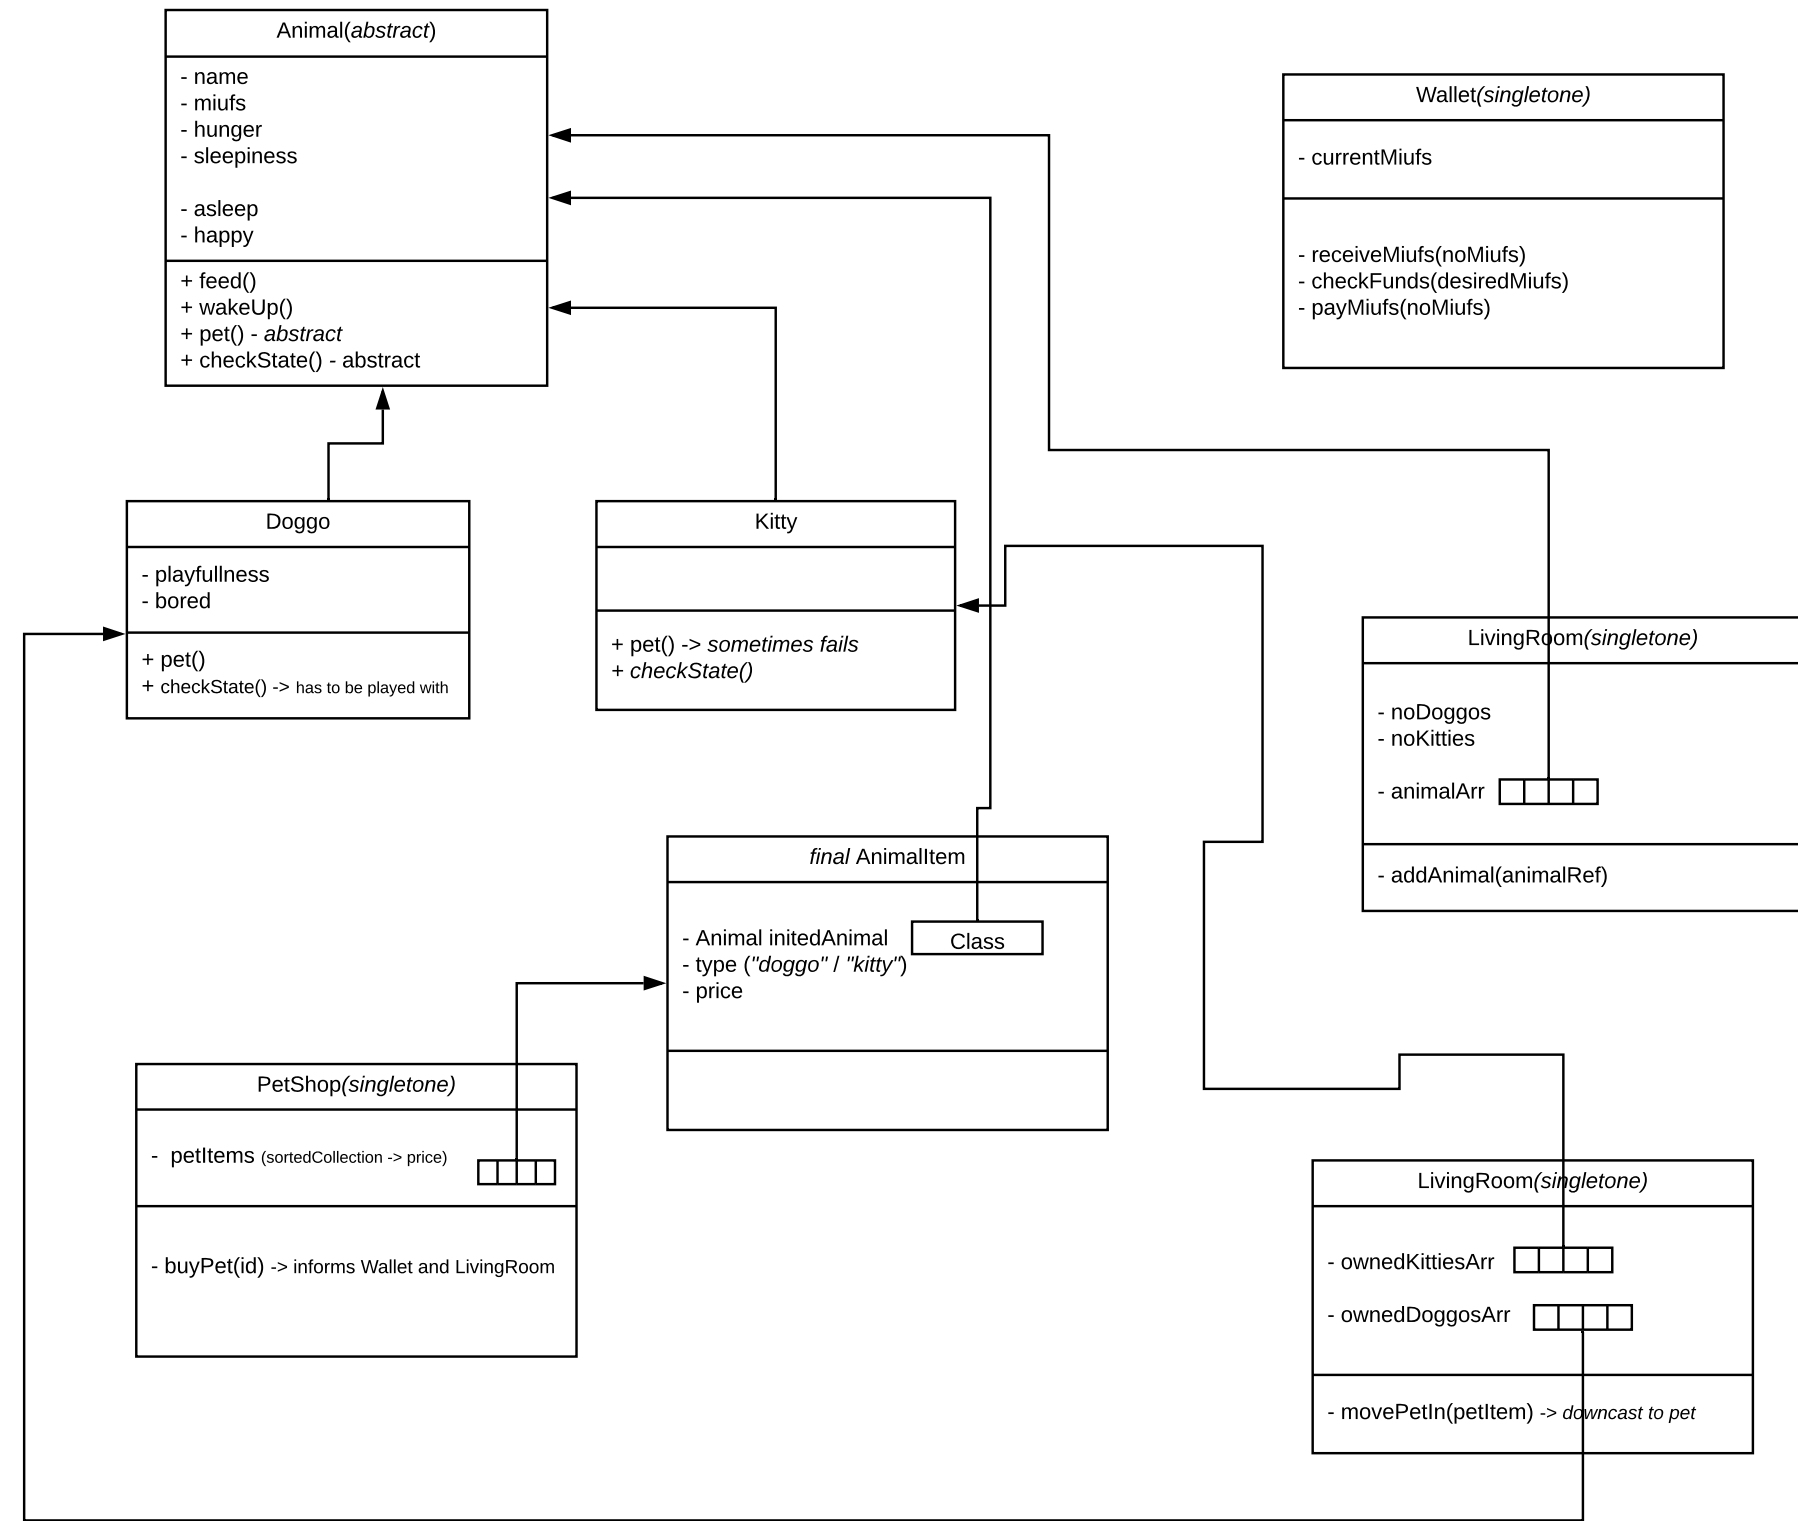 Animal(abstract)
- name
- miufs
- hunger
- sleepiness
- asleep
- happy
+ feed()
+ wakeUp()
+ pet() - abstract
+ checkState() - abstract
Wallet(singletone)
- currentMiufs
- receiveMiufs(noMiufs)
- checkFunds(desiredMiufs)
- payMiufs(noMiufs)
Doggo
- playfullness
- bored
+ pet()
+ checkState() -> has to be played with
Kitty
+ pet() -> sometimes fails
+ checkState()
LivingRoom(singletone)
- noDoggos
- noKitties
- animalArr
- addAnimal(animalRef)
final AnimalItem
- Animal initedAnimal
Class
- type ("doggo" / "kitty")
- price
PetShop(singletone)
- petItems (sortedCollection -> price)
- buyPet(id) -> informs Wallet and LivingRoom
LivingRoom(singletone)
- ownedKittiesArr
- ownedDoggosArr
- movePetIn(petItem) -> downcast to pet